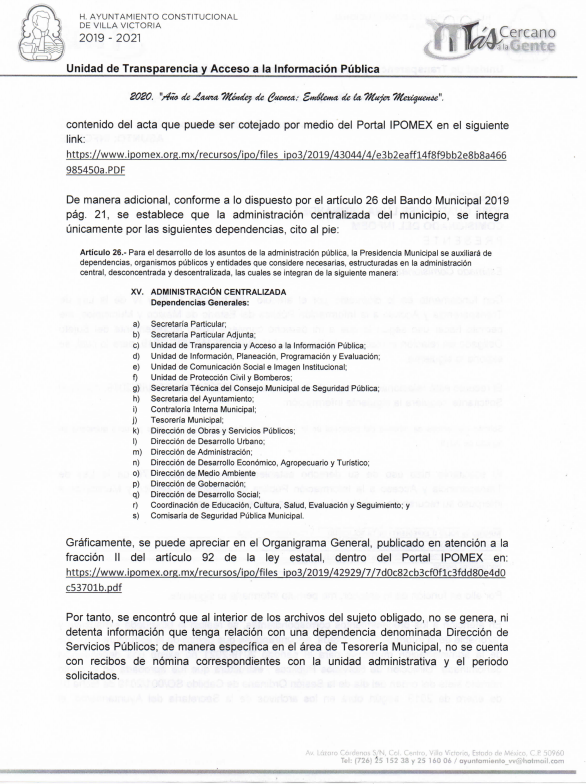 H. AYUNTAMIENTO CONSTITUCIONAL
DE VILLA VICTORIA
2019 - 2021
Más Cercano
a la Gente
Unidad de Transparencia y Acceso a la Información Pública
2020. "Año de Laura Méndez de Cuenca; Emblema de la Mujer Mexiquense".
contenido del acta que puede ser cotejado por medio del Portal IPOMEX en el siguiente
link:
https://www.ipomex.org.mx/recursos/ipo/files_ipo3/2019/43044/4/e3b2eaff14f8f9bb2e8b8a466
985450a.PDF
De manera adicional, conforme a lo dispuesto por el artículo 26 del Bando Municipal 2019
pág. 21, se establece que la administración centralizada del municipio, se integra
únicamente por las siguientes dependencias, cito al pie:
Artículo 26.- Para el desarrollo de los asuntos de la administración pública, la Presidencia Municipal se auxiliará de
dependencias, organismos públicos y entidades que considere necesarias, estructuradas en la administración
central, desconcentrada y descentralizada, las cuales se integran de la siguiente manera:
XV. ADMINISTRACIÓN CENTRALIZADA
Dependencias Generales:
a) Secretaría Particular;
b) Secretaría Particular Adjunta;
c) Unidad de Transparencia y Acceso a la Información Pública;
d) Unidad de Información, Planeación, Programación y Evaluación;
e) Unidad de Comunicación Social e Imagen Institucional;
f) Unidad de Protección Civil y Bomberos;
g) Secretaría Técnica del Consejo Municipal de Seguridad Pública;
h) Secretaria del Ayuntamiento;
i) Contraloría Interna Municipal;
j) Tesorería Municipal;
k) Dirección de Obras y Servicios Públicos;
l) Dirección de Desarrollo Urbano;
m) Dirección de Administración;
n) Dirección de Desarrollo Económico, Agropecuario y Turístico;
o) Dirección de Medio Ambiente
p) Dirección de Gobernación;
q) Dirección de Desarrollo Social;
r) Coordinación de Educación, Cultura, Salud, Evaluación y Seguimiento; y
s) Comisaría de Seguridad Pública Municipal.
Gráficamente, se puede apreciar en el Organigrama General, publicado en atención a la
fracción II del artículo 92 de la ley estatal, dentro del Portal IPOMEX en:
https://www.ipomex.org.mx/recursos/ipo/files_ipo3/2019/42929/7/7d0c82cb3cf0f1c3fdd80e4d0
c53701b.pdf
Por tanto, se encontró que al interior de los archivos del sujeto obligado, no se genera, ni
detenta información que tenga relación con una dependencia denominada Dirección de
Servicios Públicos; de manera específica en el área de Tesorería Municipal, no se cuenta
con recibos de nómina correspondientes con la unidad administrativa y el periodo
solicitados.
Av. Lázaro Cárdenas S/N, Col. Centro, Villa Victoria, Estado de México. C.P. 50960
Tel: (726) 25 152 38 y 25 160 06 / ayuntamiento_vv@hotmail.com